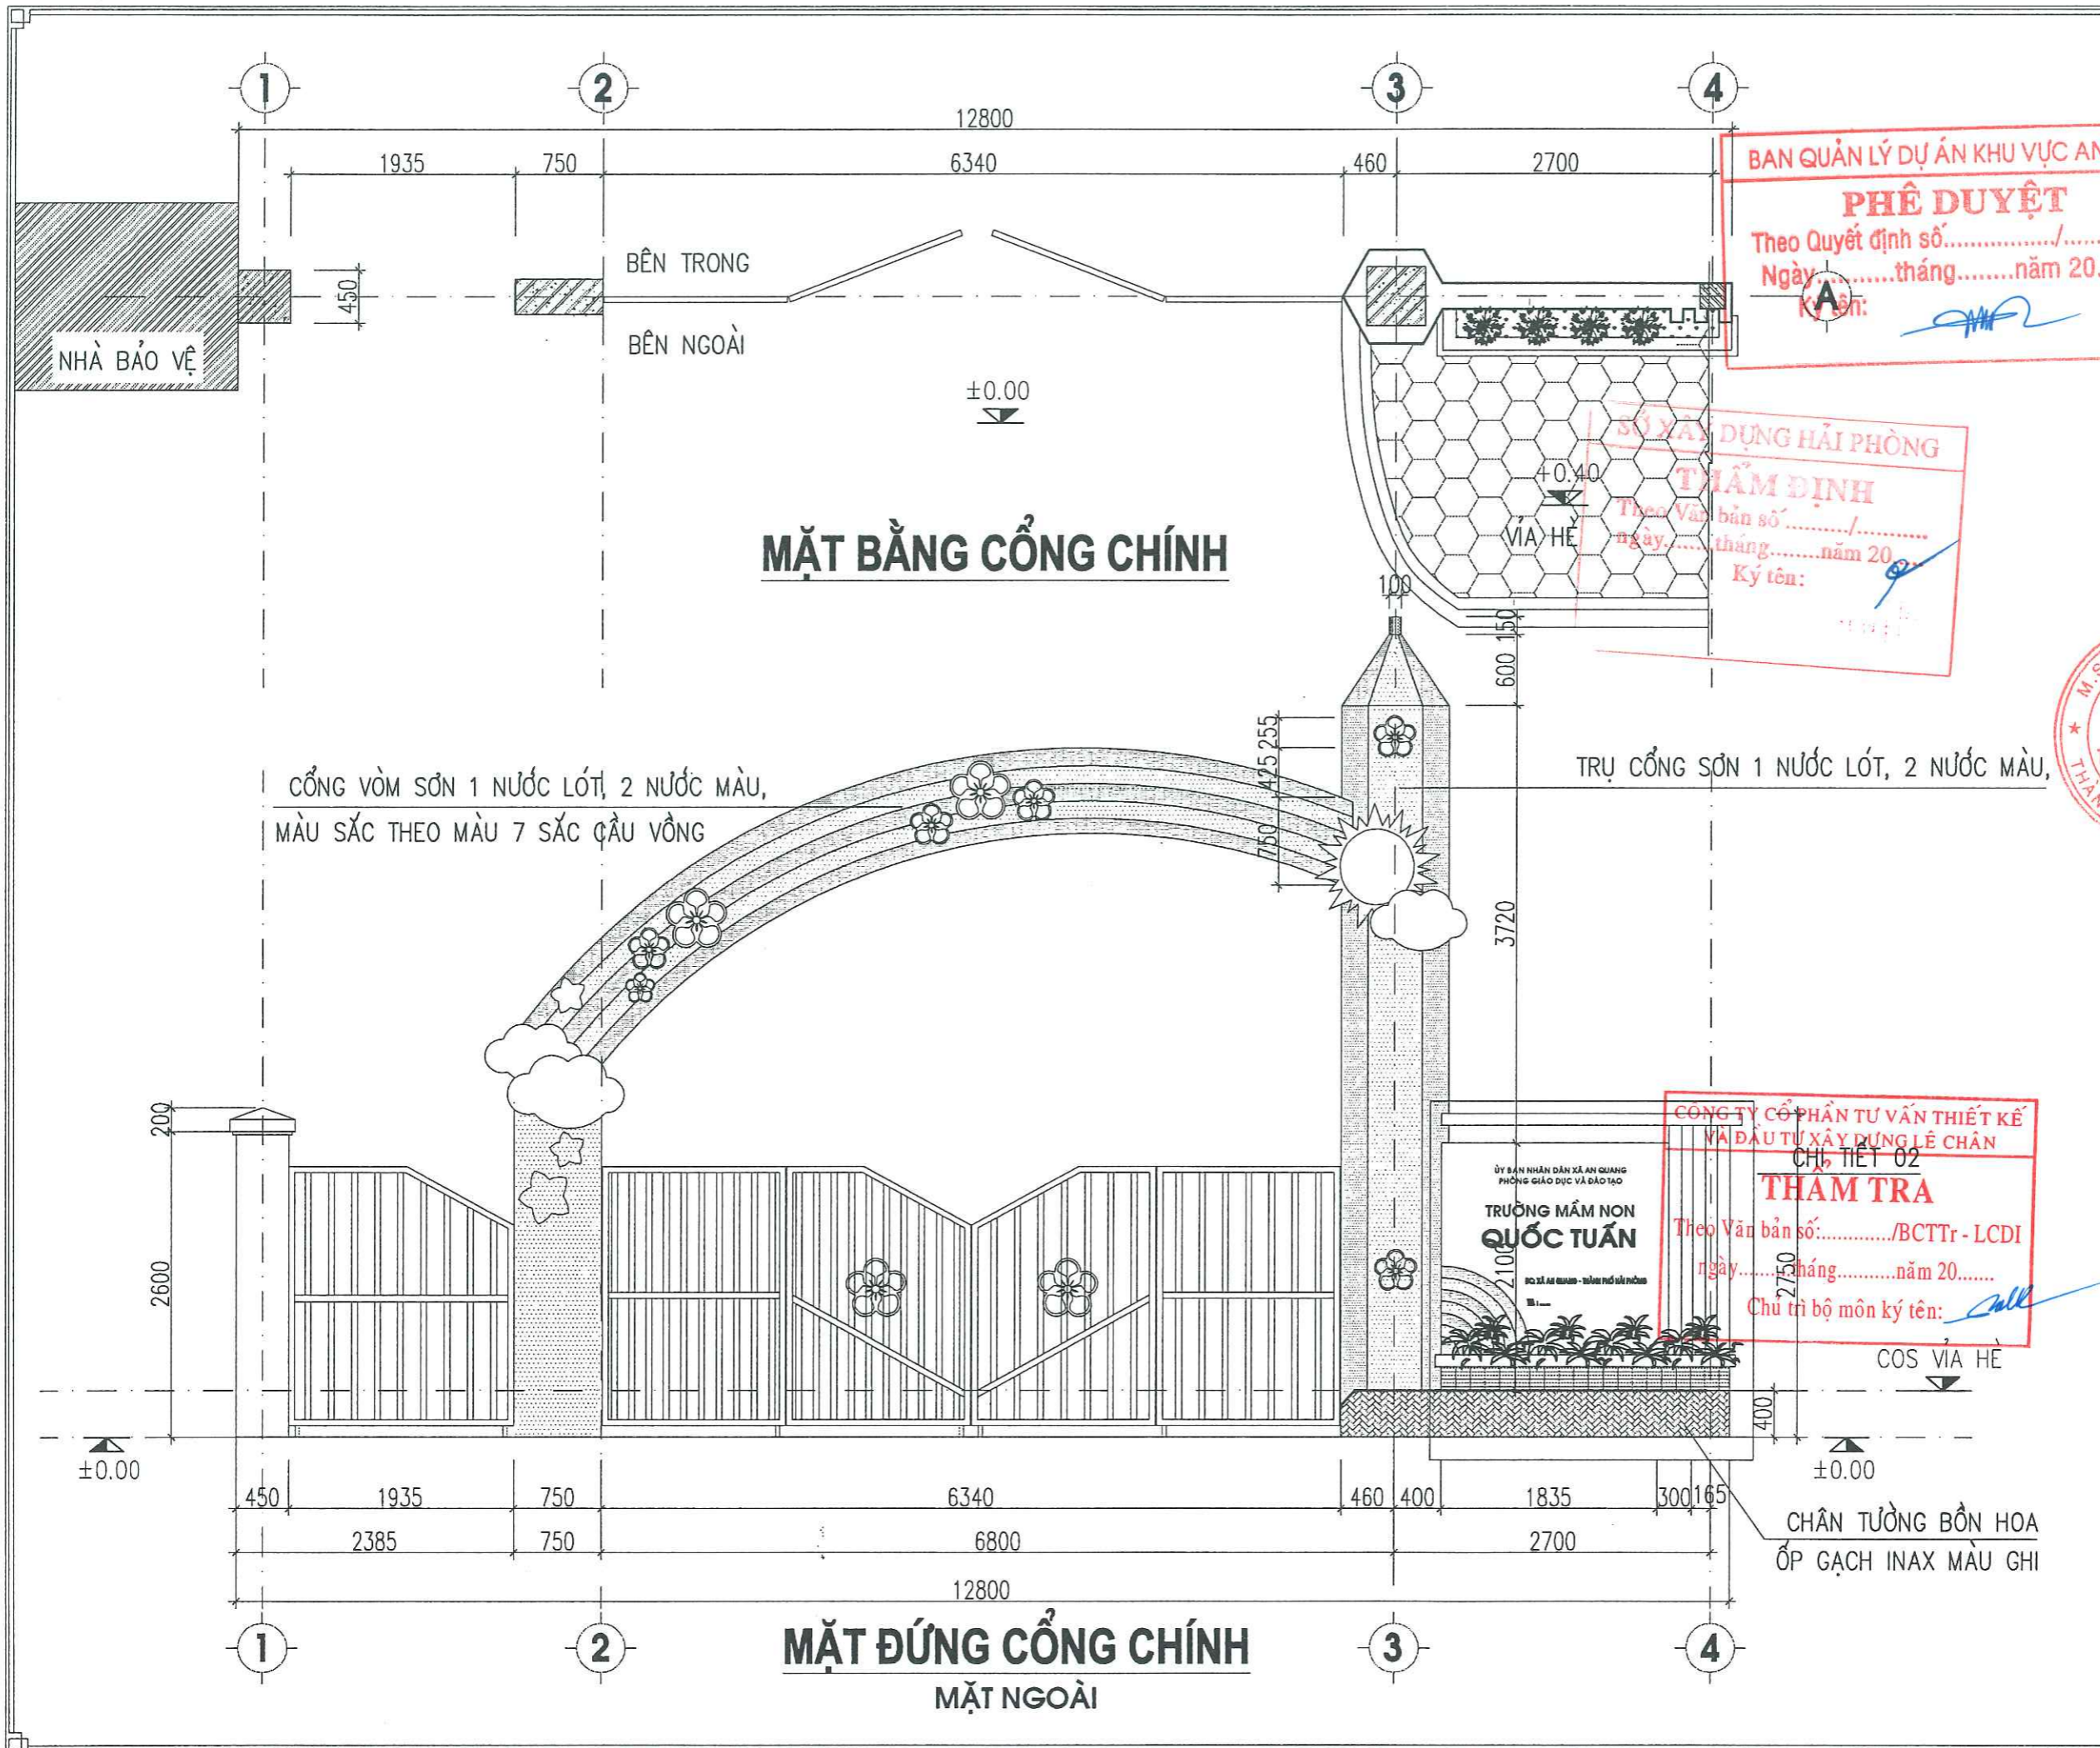 1
2
3
4
12800
1935
750
6340
460
2700
BAN QUẢN LÝ DỰ ÁN KHU VỰC AN
PHÊ DUYỆT
Theo Quyết định số................./......
Ngày...........tháng........năm 20.
Ký tên:
A
BÊN TRONG
BÊN NGOÀI
450
NHÀ BẢO VỆ
±0.00
+0.40
VỈA HÈ
SỞ XÂY DỰNG HẢI PHÒNG
THẨM ĐỊNH
Theo Văn bản số........./..........
ngày.......tháng.......năm 20....
Ký tên:
MẶT BẰNG CỔNG CHÍNH
100
150
600
255
425
750
3720
CỔNG VÒM SƠN 1 NƯỚC LÓT, 2 NƯỚC MÀU,
MÀU SẮC THEO MÀU 7 SẮC CẦU VỒNG
TRỤ CỔNG SƠN 1 NƯỚC LÓT, 2 NƯỚC MÀU,
200
2600
CÔNG TY CỔ PHẦN TƯ VẤN THIẾT KẾ
VÀ ĐẦU TƯ XÂY DỰNG LÊ CHÂN
CHI TIẾT 02
THẨM TRA
Theo Văn bản số:............./BCTTr - LCDI
ngày..........tháng...........năm 20.......
Chủ trì bộ môn ký tên:
ỦY BAN NHÂN DÂN XÃ AN QUANG
PHÒNG GIÁO DỤC VÀ ĐÀO TẠO
TRƯỜNG MẦM NON
QUỐC TUẤN
ĐC: XÃ AN QUANG - THÀNH PHỐ HẢI PHÒNG
2100
2750
COS VỈA HÈ
400
±0.00
±0.00
450
1935
750
6340
460
400
1835
300
165
2385
750
6800
2700
12800
CHÂN TƯỜNG BỒN HOA
ỐP GẠCH INAX MÀU GHI
1
2
3
4
MẶT ĐỨNG CỔNG CHÍNH
MẶT NGOÀI